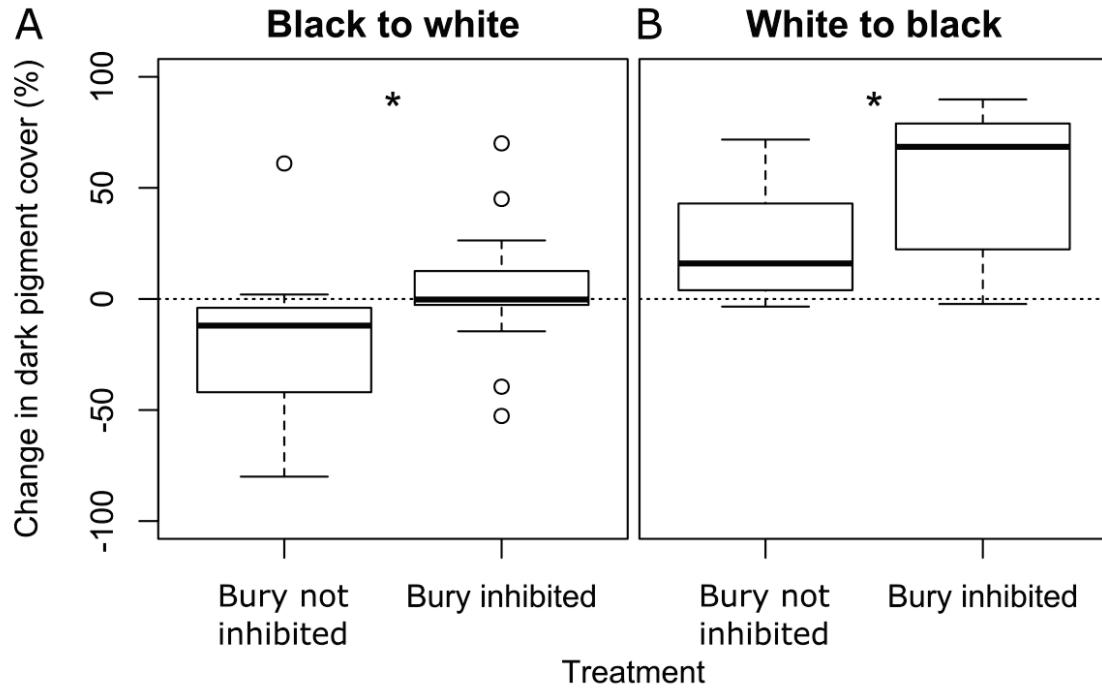 A
Black to white
B
White to black
Change in dark pigment cover (%)
100
50
0
-50
-100
*
*
Bury not
inhibited
Bury inhibited
Bury not
inhibited
Bury inhibited
Treatment